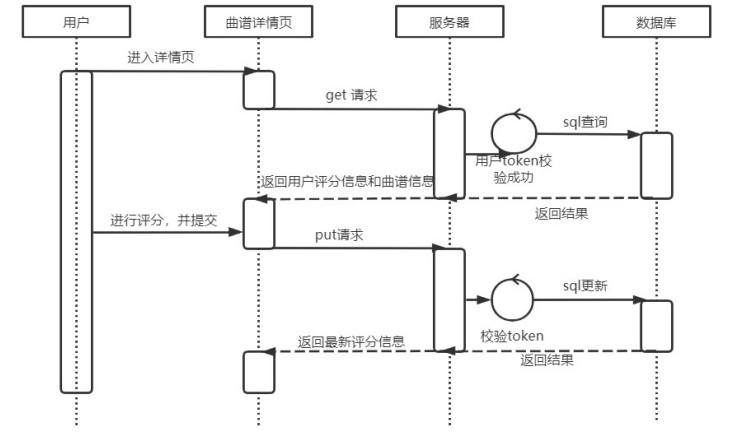 用户
曲谱详情页
服务器
数据库
进入详情页
get 请求
sql查询
用户token校
验成功
返回用户评分信息和曲谱信息
返回结果
进行评分，并提交
put请求
sql更新
校验token
返回最新评分信息
返回结果